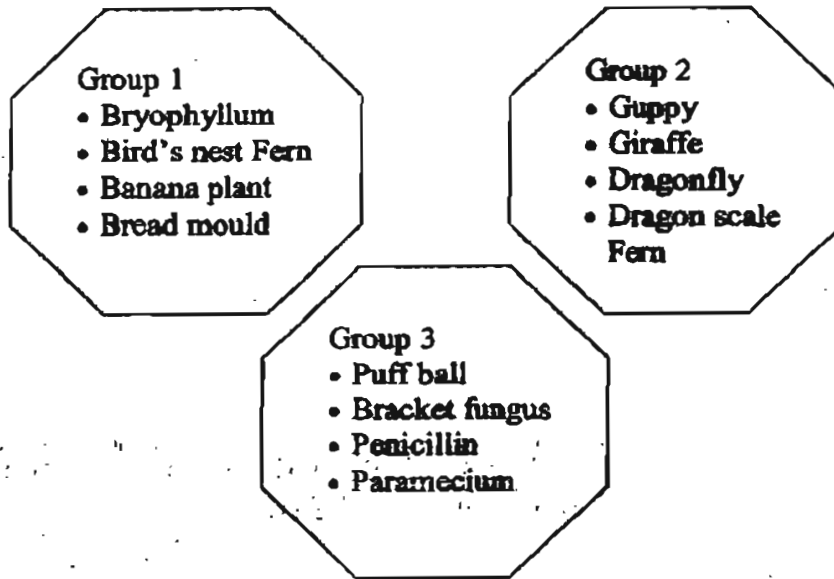 Group 1
• Bryophyllum
• Bird's nest Fern
• Banana plant
• Bread mould
Group 2
• Guppy
• Giraffe
• Dragonfly
• Dragon scale
Fern
Group 3
• Puff ball
• Bracket fungus
• Penicillin
• Paramecium